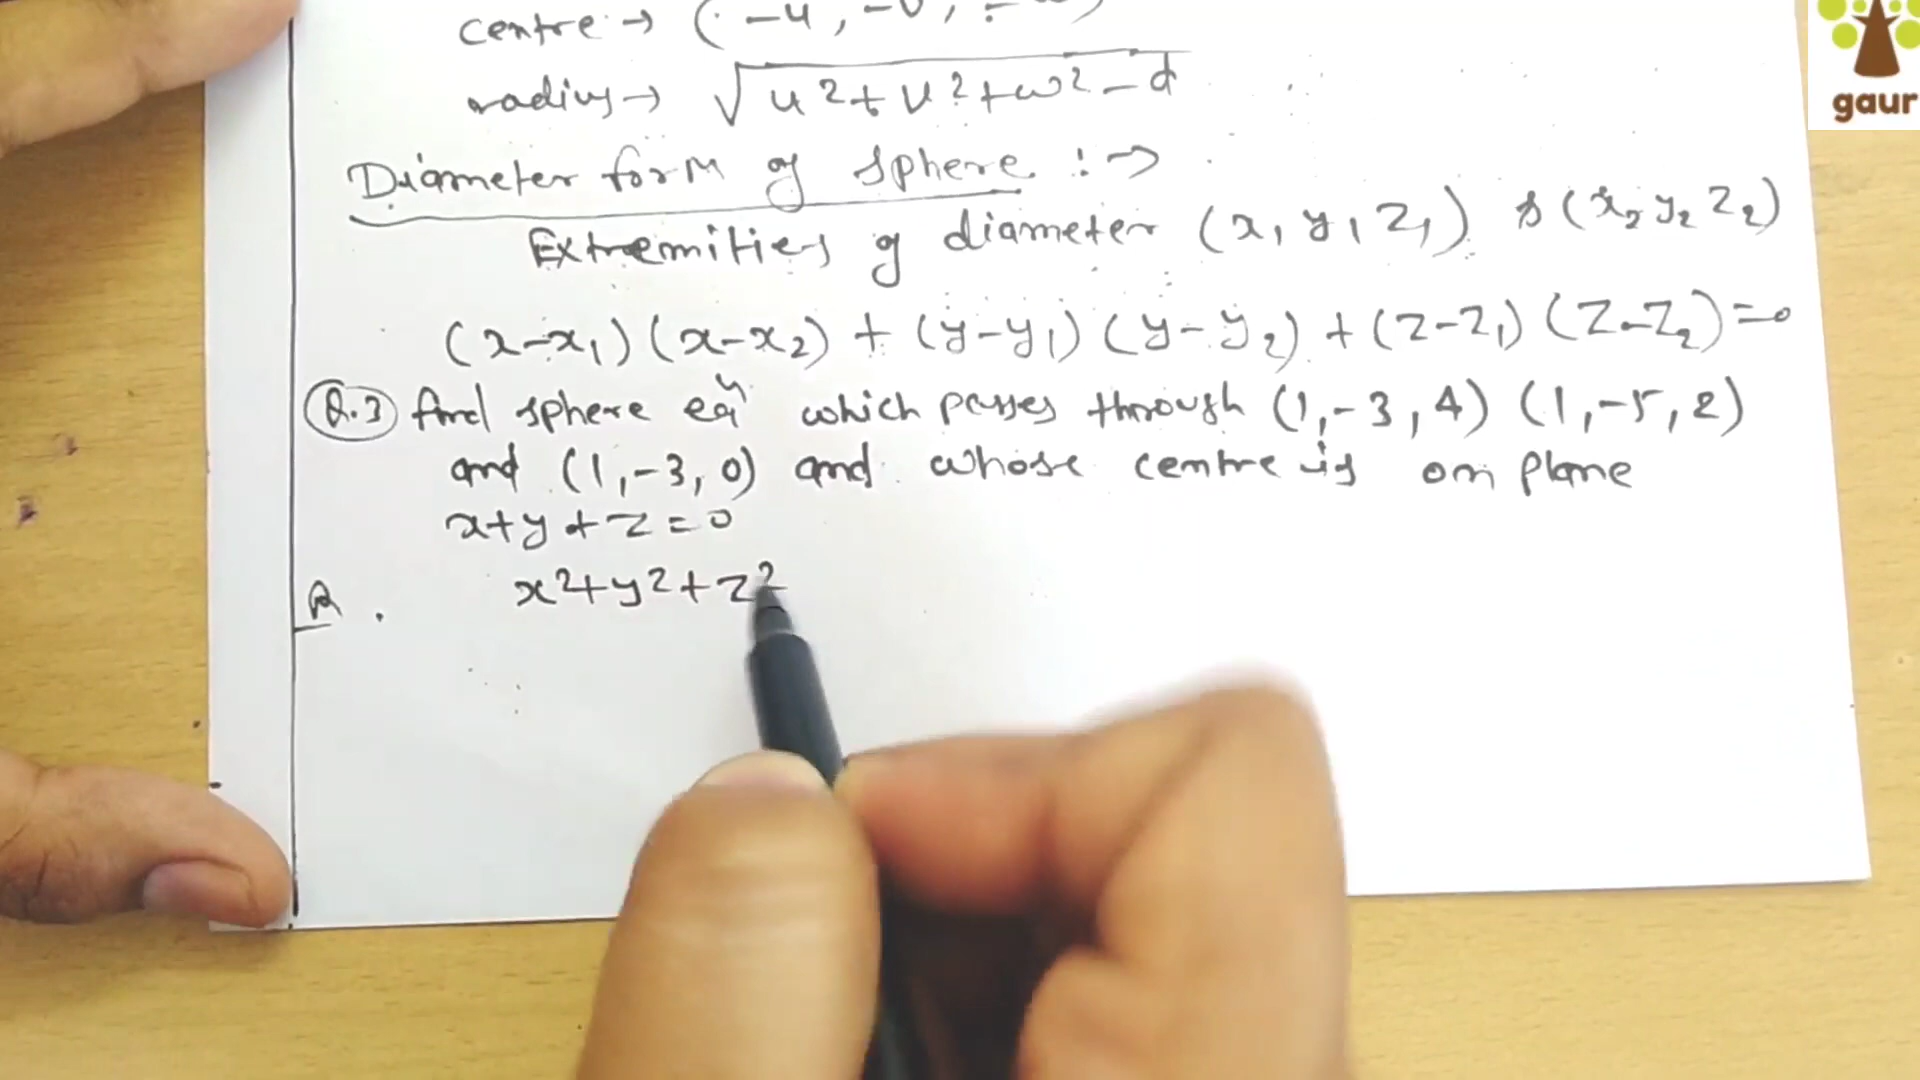 centre → (-u, -v, -w)
radius → √u²+v²+w²-d
gaur
Diameter form of sphere :→
Extremities of diameter (x₁ y₁ z₁) & (x₂ y₂ z₂)
(x-x₁)(x-x₂) + (y-y₁)(y-y₂) + (z-z₁)(z-z₂)=0
Q.3 find sphere eqⁿ which passes through (1,-3,4) (1,-5,2)
and (1,-3,0) and whose centre is on plane
x+y+z=0
A. x²+y²+z²